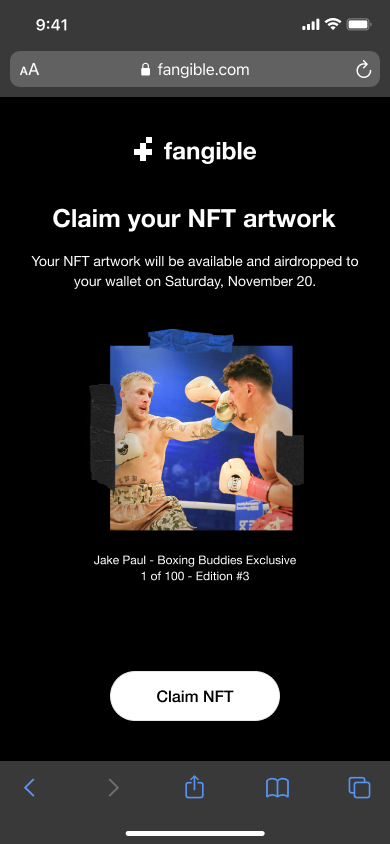 9:41
AA
fangible.com
fangible
Claim your NFT artwork
Your NFT artwork will be available and airdropped to
your wallet on Saturday, November 20.
Jake Paul - Boxing Buddies Exclusive
1 of 100 - Edition #3
Claim NFT